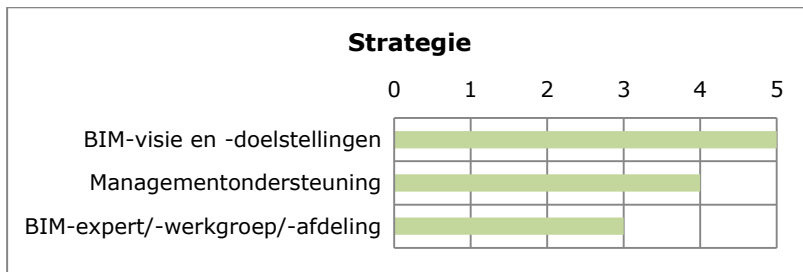 Strategie
0 1 2 3 4 5
BIM-visie en -doelstellingen
Managementondersteuning
BIM-expert/-werkgroep/-afdeling